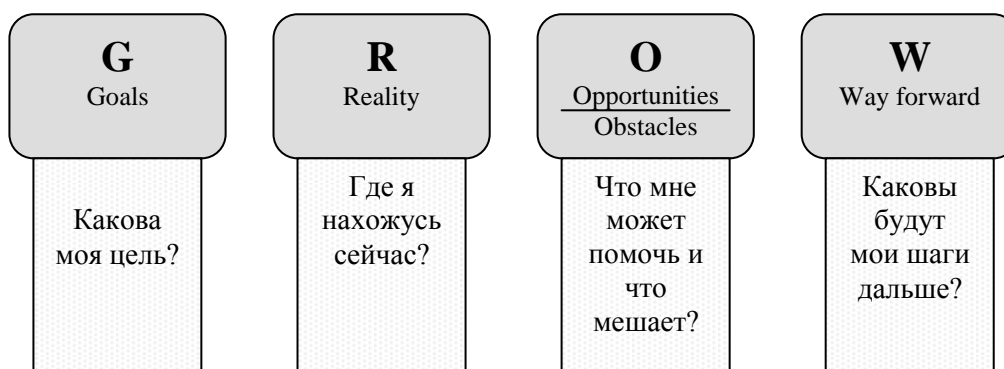 G
Goals
Какова
моя цель?
R
Reality
Где я
нахожусь
сейчас?
O
Opportunities
Obstacles
Что мне
может
помочь и
что
мешает?
W
Way forward
Каковы
будут
мои шаги
дальше?